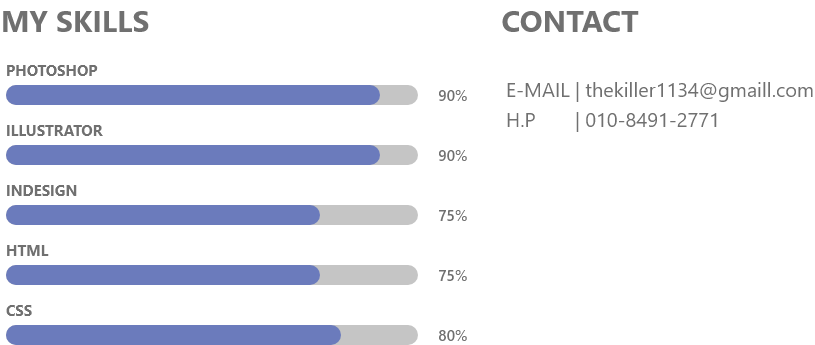 MY SKILLS
PHOTOSHOP
90%
ILLUSTRATOR
90%
INDESIGN
75%
HTML
75%
CSS
80%
CONTACT
E-MAIL | thekiller1134@gmaill.com
H.P | 010-8491-2771